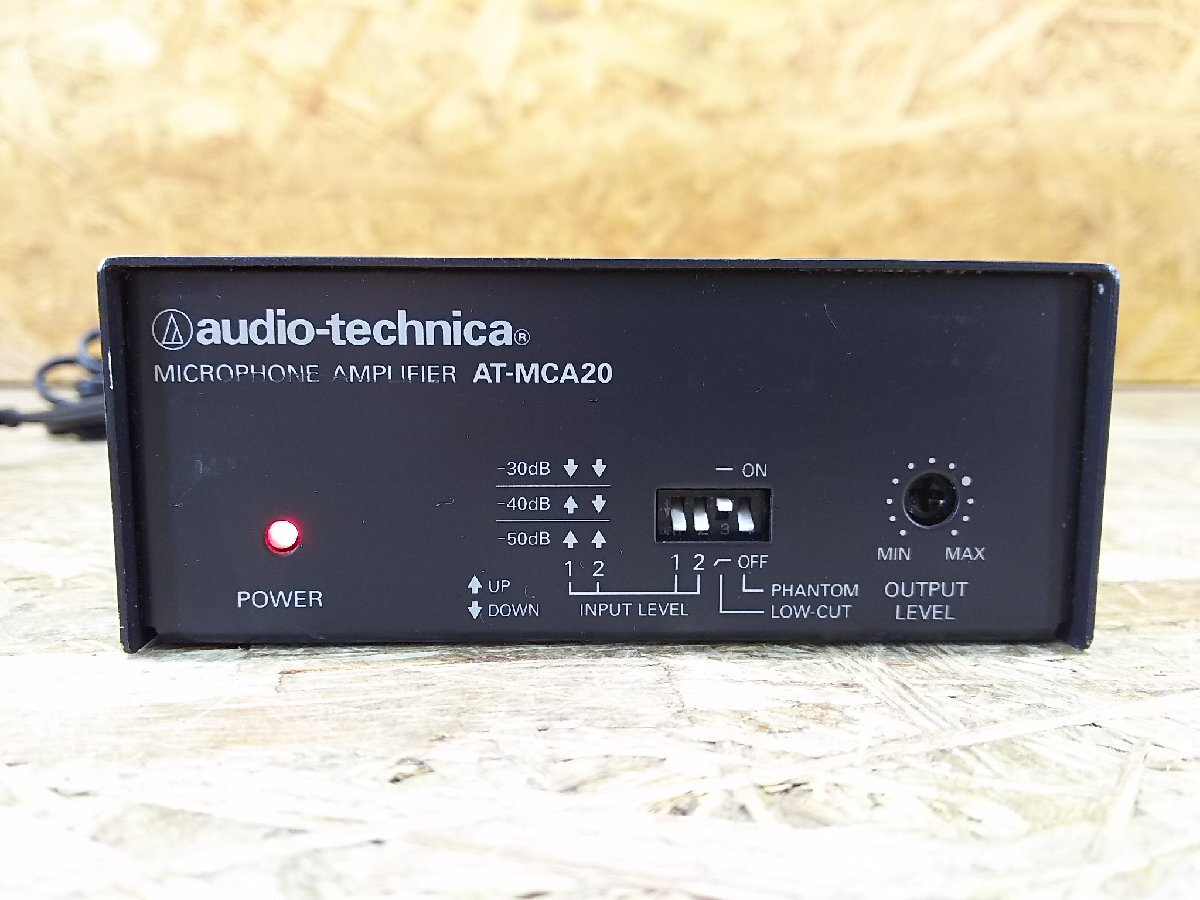 audio-technica®
MICROPHONE AMPLIFIER AT-MCA20
-30dB ↓ ↓
-40dB ↑ ↓
-50dB ↑ ↑
1 2
↑ UP
↓ DOWN
INPUT LEVEL
— ON
1 2 OFF
PHANTOM
LOW-CUT
POWER
MIN MAX
OUTPUT
LEVEL